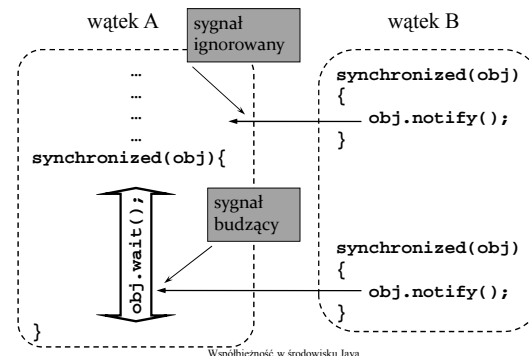 wątek A
sygnał
ignorowany
wątek B
…
…
…
…
synchronized(obj){
obj.wait();
sygnał
budzący
}
synchronized(obj)
{
obj.notify();
}
synchronized(obj)
{
obj.notify();
}
Współbieżność w środowisku Java